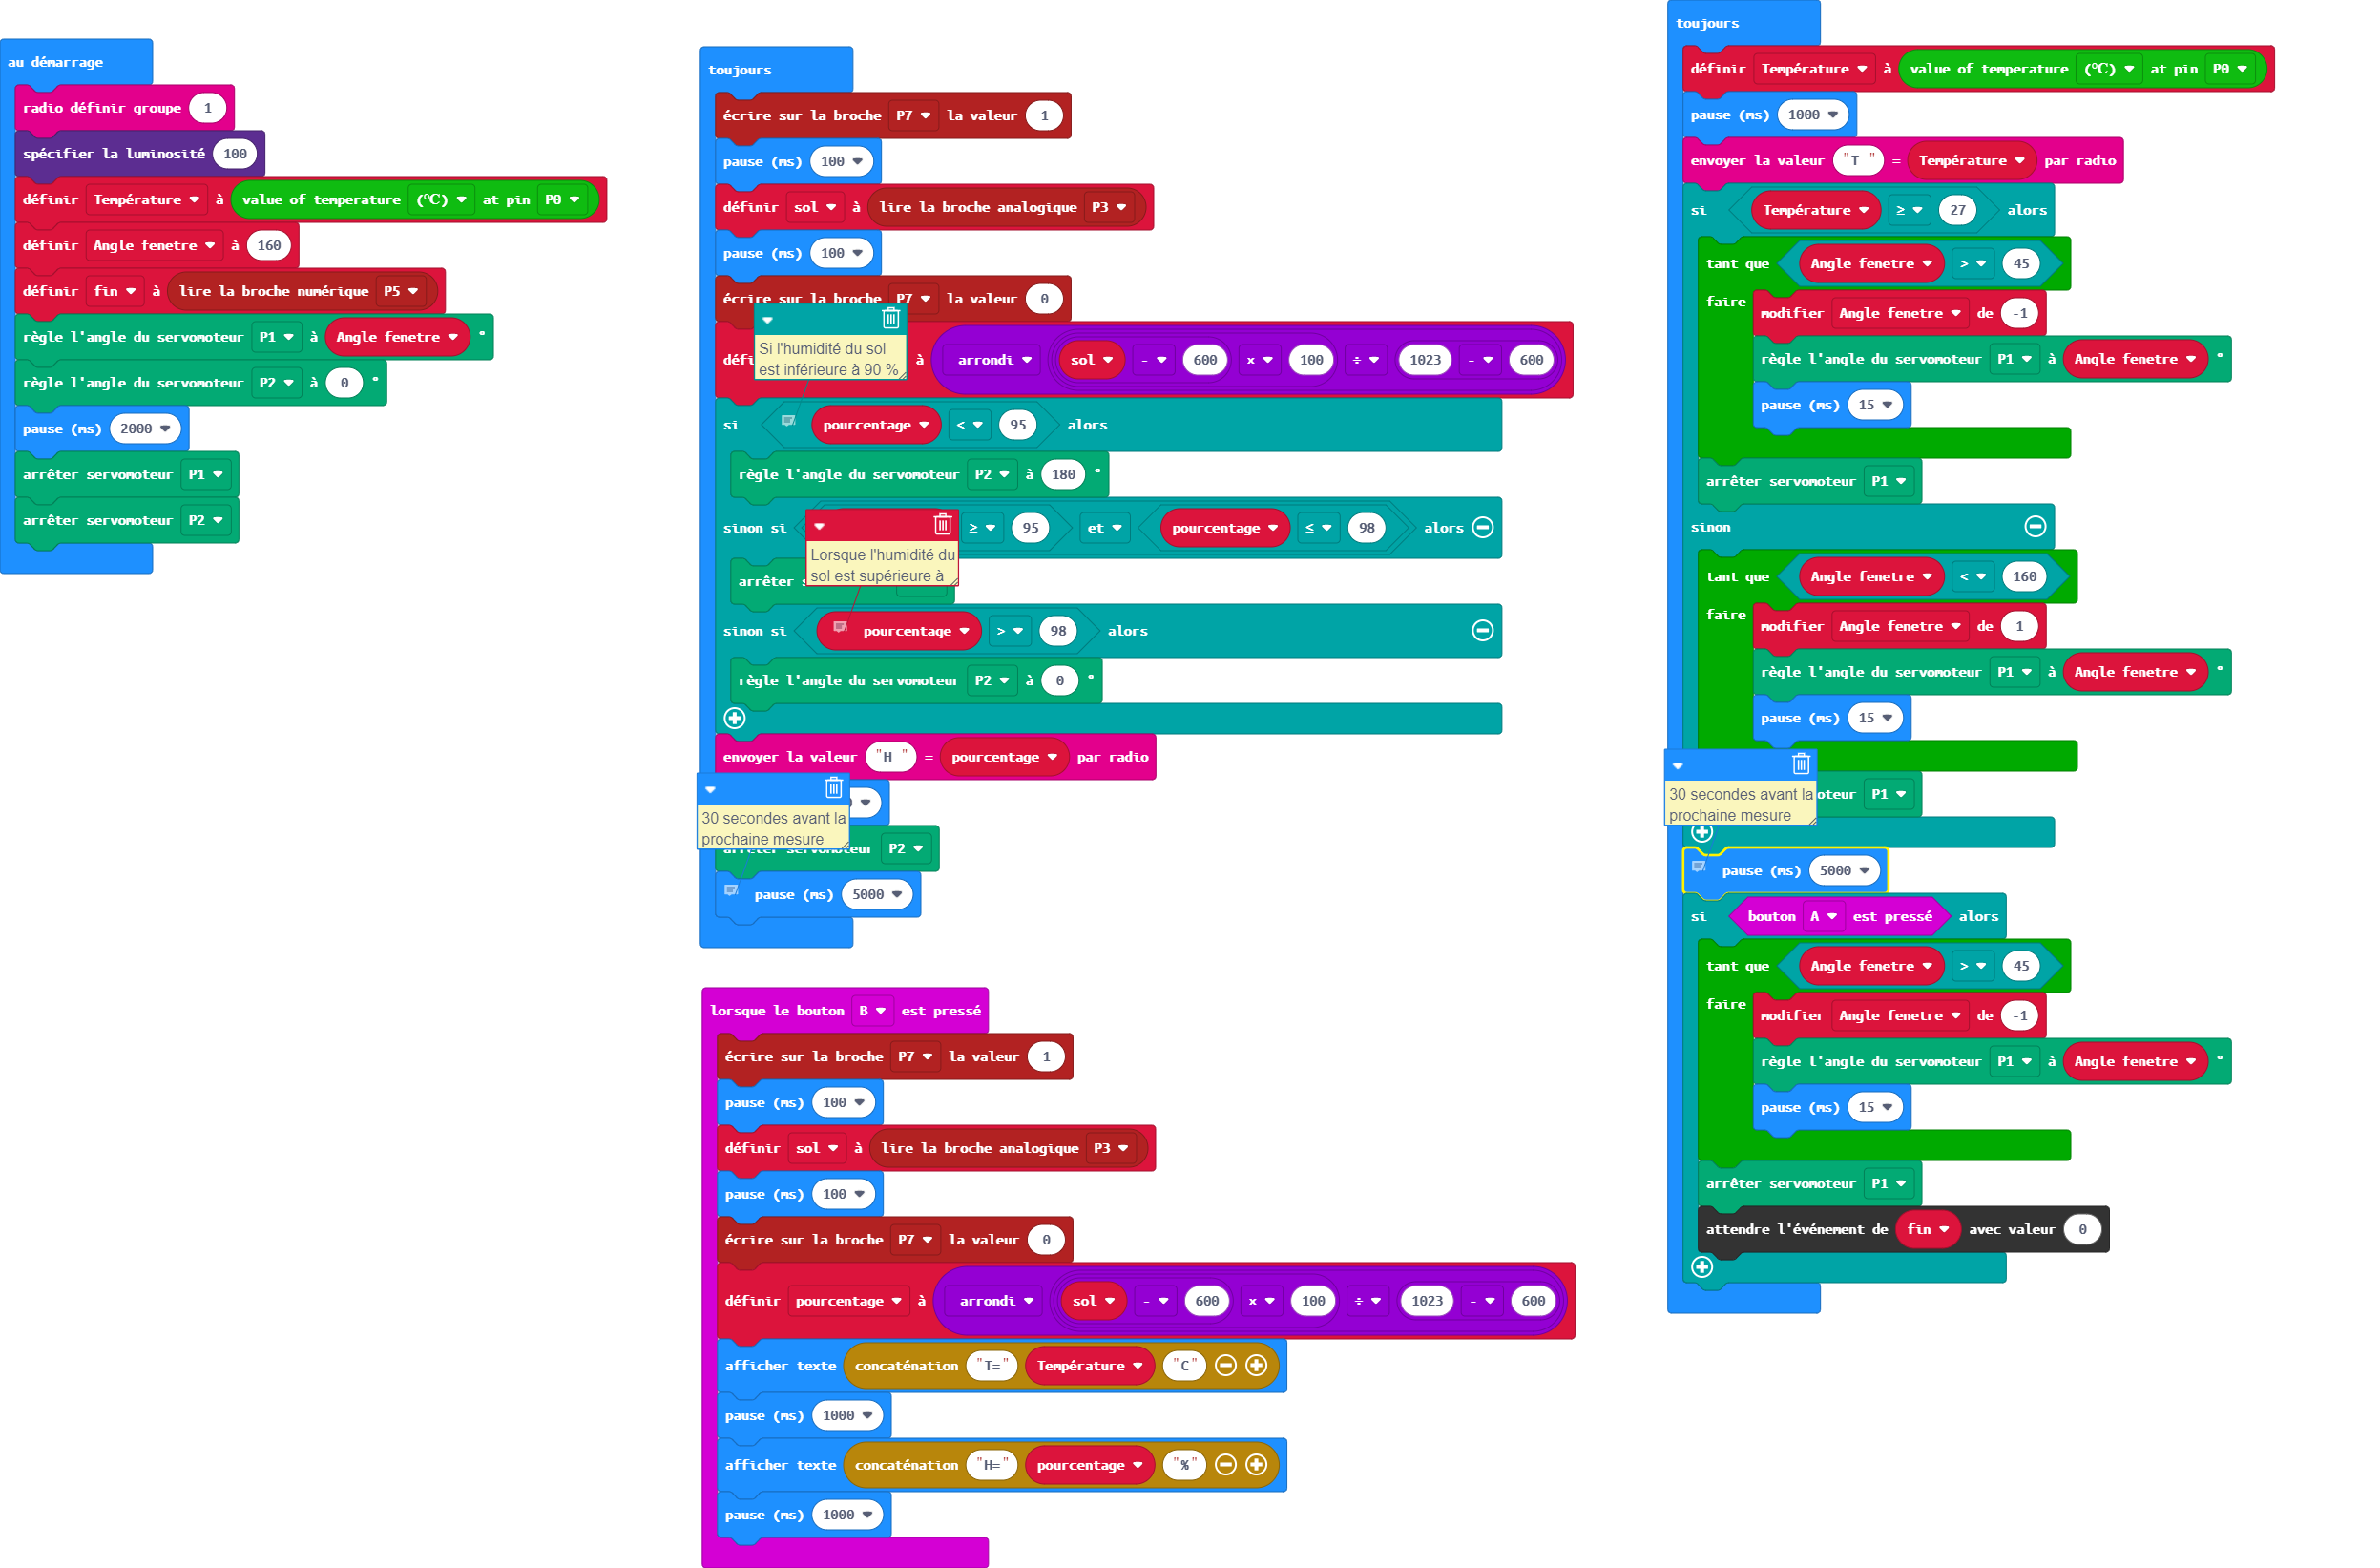 au démarrage
radio définir groupe 1
spécifier la luminosité 100
définir Température à value of temperature (℃) at pin P0
définir Angle fenetre à 160
définir fin à lire la broche numérique P5
règle l'angle du servomoteur P1 à Angle fenetre °
règle l'angle du servomoteur P2 à 0 °
pause (ms) 2000
arrêter servomoteur P1
arrêter servomoteur P2
toujours
écrire sur la broche P7 la valeur 1
pause (ms) 100
définir sol à lire la broche analogique P3
pause (ms) 100
écrire sur la broche P7 la valeur 0
Si l'humidité du sol
est inférieure à 90 %
à arrondi sol - 600 x 100 ÷ 1023 - 600
si pourcentage < 95 alors
règle l'angle du servomoteur P2 à 180 °
sinon si ≥ 95 et pourcentage ≤ 98 alors
Lorsque l'humidité du
sol est supérieure à
arrêter
sinon si pourcentage > 98 alors
règle l'angle du servomoteur P2 à 0 °
envoyer la valeur "H " = pourcentage par radio
30 secondes avant la
prochaine mesure
arrêter servomoteur P2
pause (ms) 5000
lorsque le bouton B est pressé
écrire sur la broche P7 la valeur 1
pause (ms) 100
définir sol à lire la broche analogique P3
pause (ms) 100
écrire sur la broche P7 la valeur 0
définir pourcentage à arrondi sol - 600 x 100 ÷ 1023 - 600
afficher texte concaténation "T=" Température "C"
pause (ms) 1000
afficher texte concaténation "H=" pourcentage "%"
pause (ms) 1000
toujours
définir Température à value of temperature (℃) at pin P0
pause (ms) 1000
envoyer la valeur "T " = Température par radio
si Température ≥ 27 alors
tant que Angle fenetre > 45
faire modifier Angle fenetre de -1
règle l'angle du servomoteur P1 à Angle fenetre °
pause (ms) 15
arrêter servomoteur P1
sinon
tant que Angle fenetre < 160
faire modifier Angle fenetre de 1
règle l'angle du servomoteur P1 à Angle fenetre °
pause (ms) 15
30 secondes avant la
prochaine mesure
oteur P1
pause (ms) 5000
si bouton A est pressé alors
tant que Angle fenetre > 45
faire modifier Angle fenetre de -1
règle l'angle du servomoteur P1 à Angle fenetre °
pause (ms) 15
arrêter servomoteur P1
attendre l'événement de fin avec valeur 0